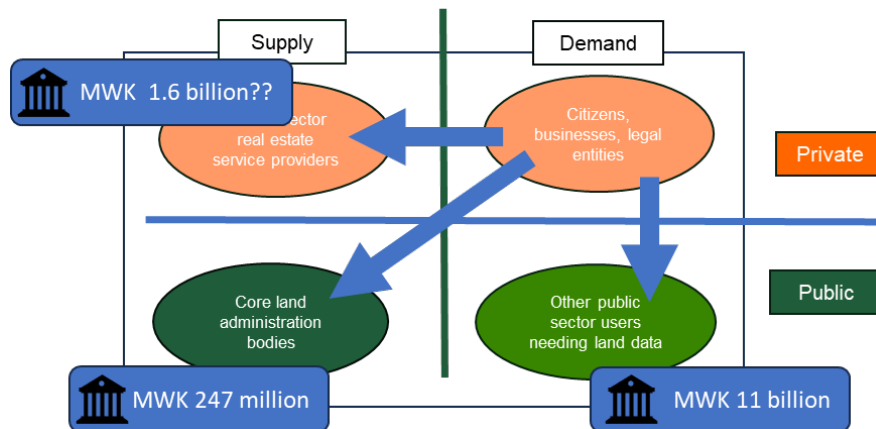 Supply
Demand
MWK 1.6 billion??
real estate
service providers
Citizens,
businesses, legal
entities
Private
Core land
administration
bodies
Other public
sector users
needing land data
Public
MWK 247 million
MWK 11 billion